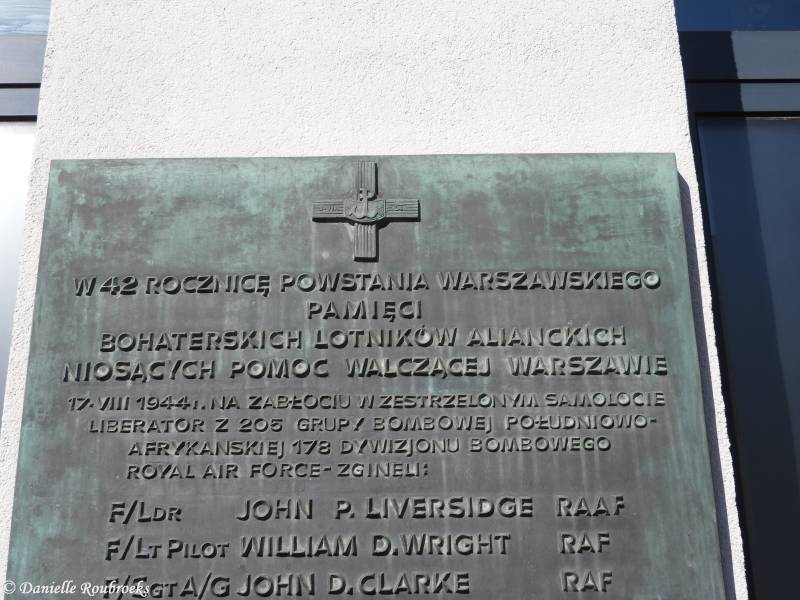 W 42 ROCZNICĘ POWSTANIA WARSZAWSKIEGO
PAMIĘCI
BOHATERSKICH LOTNIKÓW ALIANCKICH
NIOSĄCYCH POMOC WALCZĄCEJ WARSZAWIE
17·VIII 1944r. NA ZABŁOCIU W ZESTRZELONYM SAMOLOCIE
LIBERATOR Z 205 GRUPY BOMBOWEJ POŁUDNIOWO-
AFRYKAŃSKIEJ 178 DYWIZJONU BOMBOWEGO
ROYAL AIR FORCE-ZGINĘLI:
F/LDR JOHN P. LIVERSIDGE RAAF
F/LT PILOT WILLIAM D. WRIGHT RAF
F/SGT A/G JOHN D. CLARKE RAF
© Danielle Roubroeks